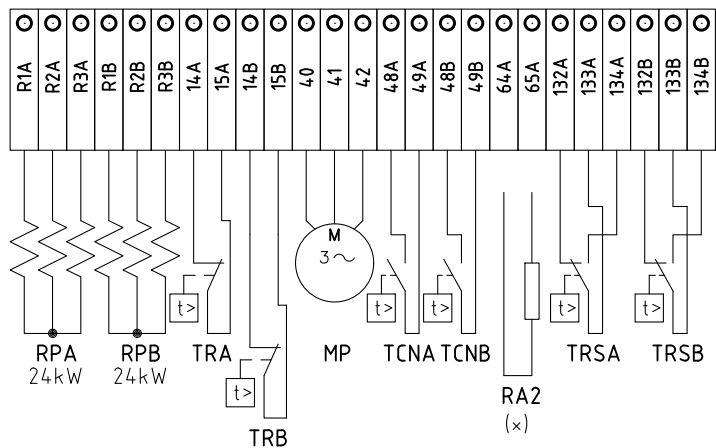 R1A R2A R3A R1B R2B R3B 14A 15A 14B 15B 40 41 42 48A 49A 48B 49B 64A 65A 132A 133A 134A 132B 133B 134B
M
3~
t> t> t> t> t>
RPA RPB TRA MP TCNA TCNB TRSA TRSB
24kW 24kW
t>
RA2
(x)
TRB